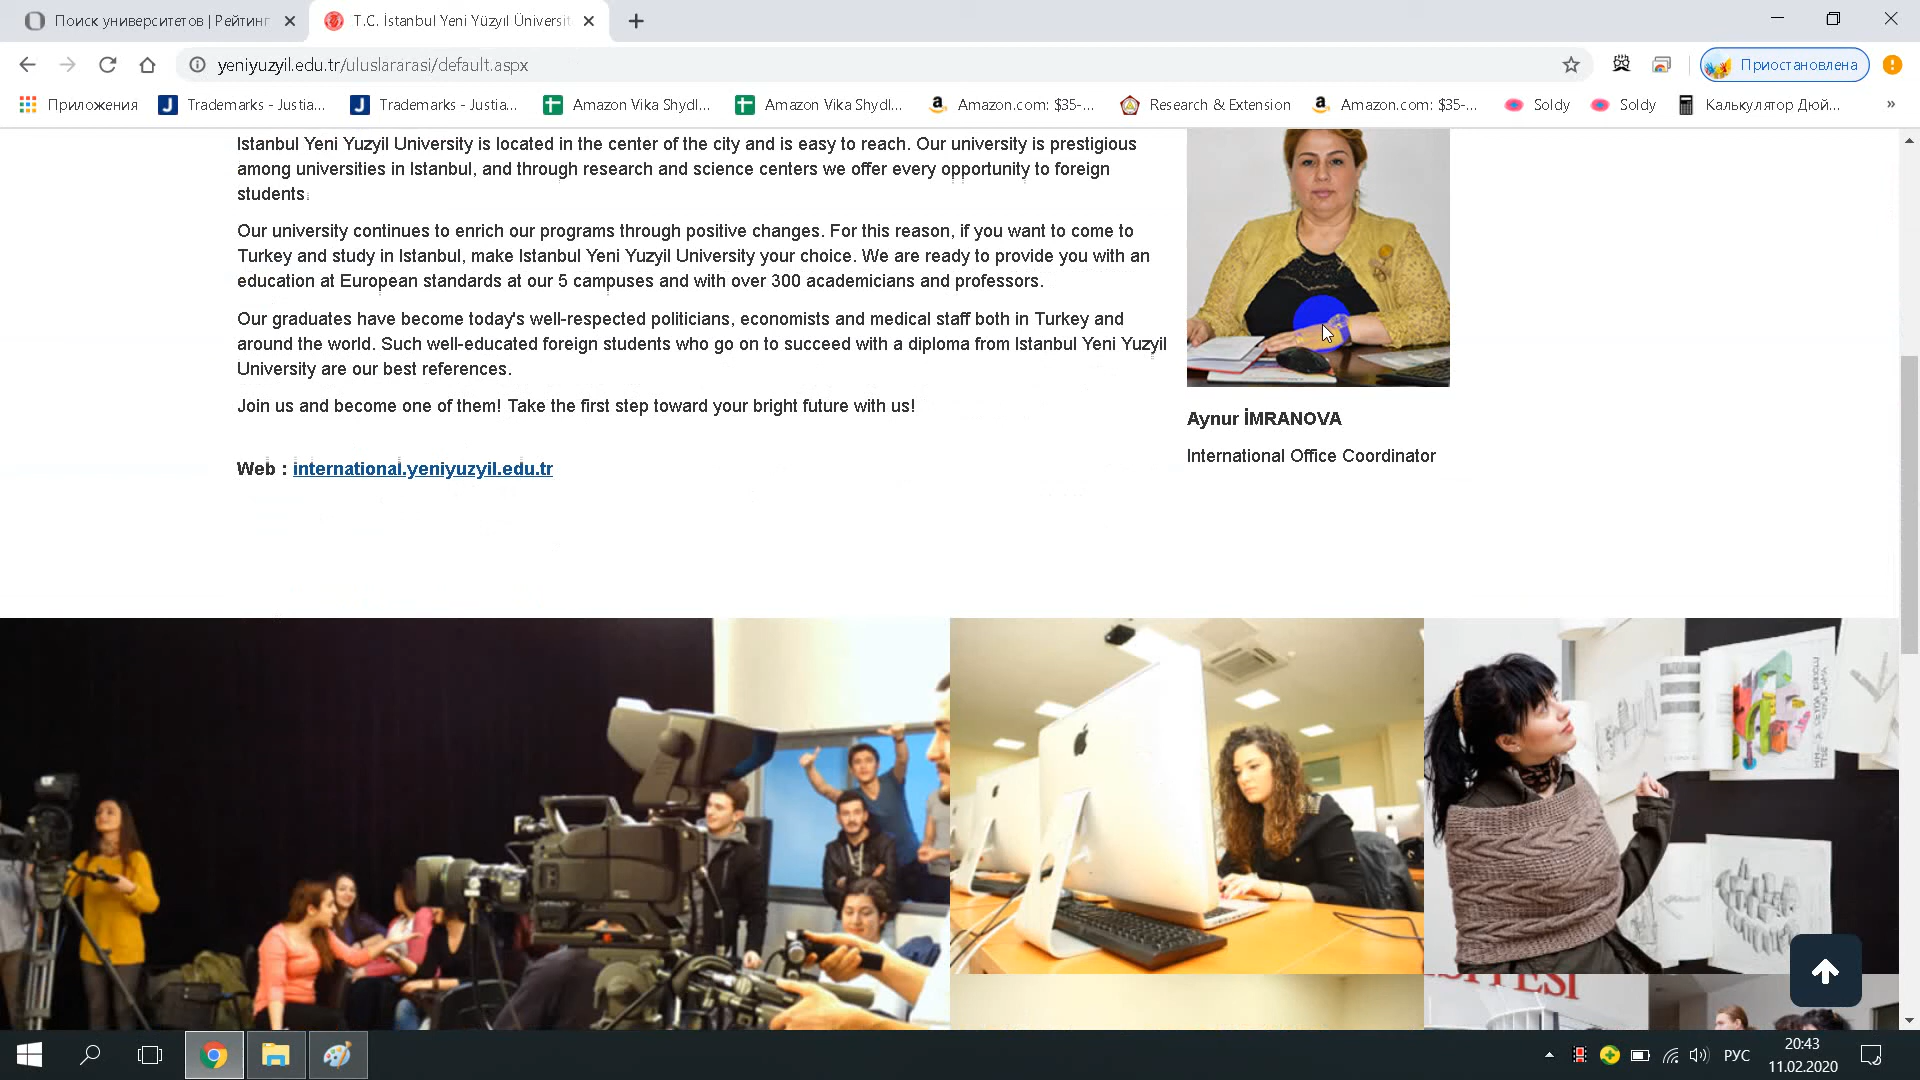 Поиск университетов | Рейтинг
T.C. İstanbul Yeni Yüzyıl Üniversit
yeniyuzyil.edu.tr/uluslararasi/default.aspx
Приостановлена
Приложения
Trademarks - Justia...
Trademarks - Justia...
Amazon Vika Shydl...
Amazon Vika Shydl...
Amazon.com: $35-...
Research & Extension
Amazon.com: $35-...
Soldy
Soldy
Калькулятор Дюй...
»
Istanbul Yeni Yuzyil University is located in the center of the city and is easy to reach. Our university is prestigious
among universities in Istanbul, and through research and science centers we offer every opportunity to foreign
students.
Our university continues to enrich our programs through positive changes. For this reason, if you want to come to
Turkey and study in Istanbul, make Istanbul Yeni Yuzyil University your choice. We are ready to provide you with an
education at European standards at our 5 campuses and with over 300 academicians and professors.
Our graduates have become today's well-respected politicians, economists and medical staff both in Turkey and
around the world. Such well-educated foreign students who go on to succeed with a diploma from Istanbul Yeni Yuzyil
University are our best references.
Join us and become one of them! Take the first step toward your bright future with us!
Web : international.yeniyuzyil.edu.tr
Aynur İMRANOVA
International Office Coordinator
РУС
20:43
11.02.2020